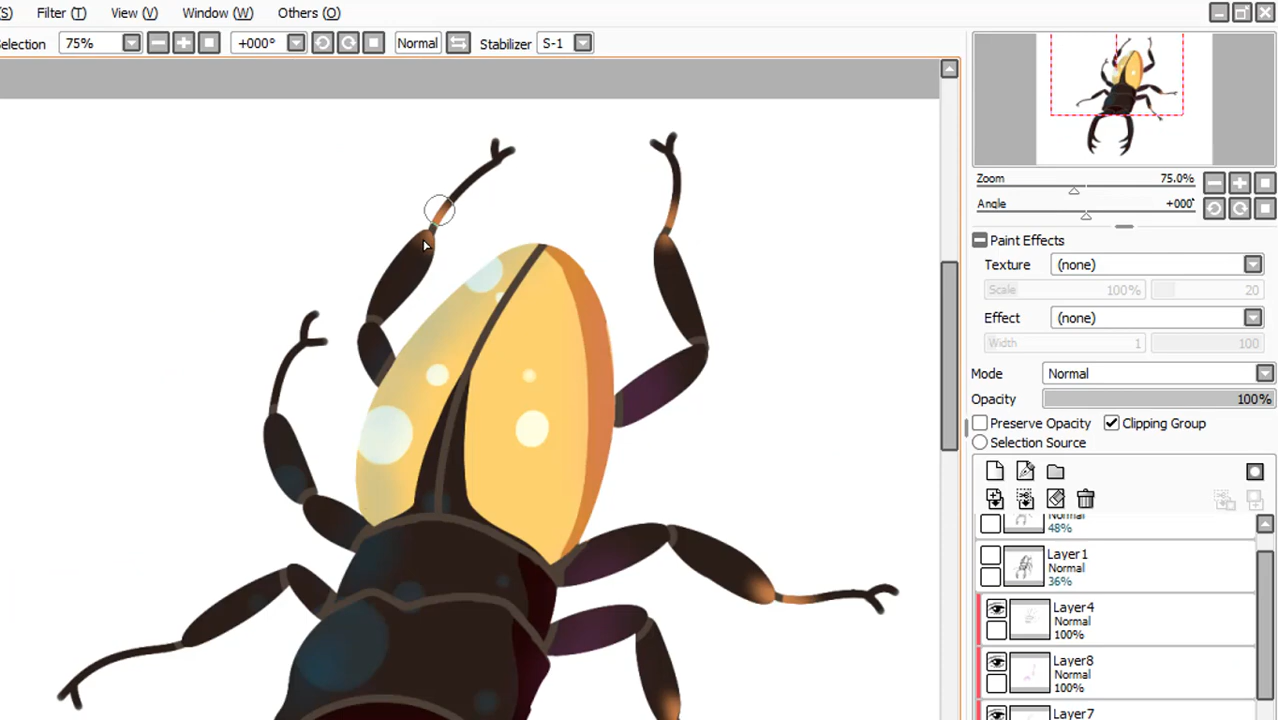 (S) Filter (T) View (V) Window (W) Others (O)
election 75% +000° Normal Stabilizer S-1
Zoom 75.0%
Angle +000°
Paint Effects
Texture (none)
Scale 100% 20
Effect (none)
Width 1 100
Mode Normal
Opacity 100%
Preserve Opacity Clipping Group
Selection Source
Normal
48%
Layer1
Normal
36%
Layer4
Normal
100%
Layer8
Normal
100%
Layer7